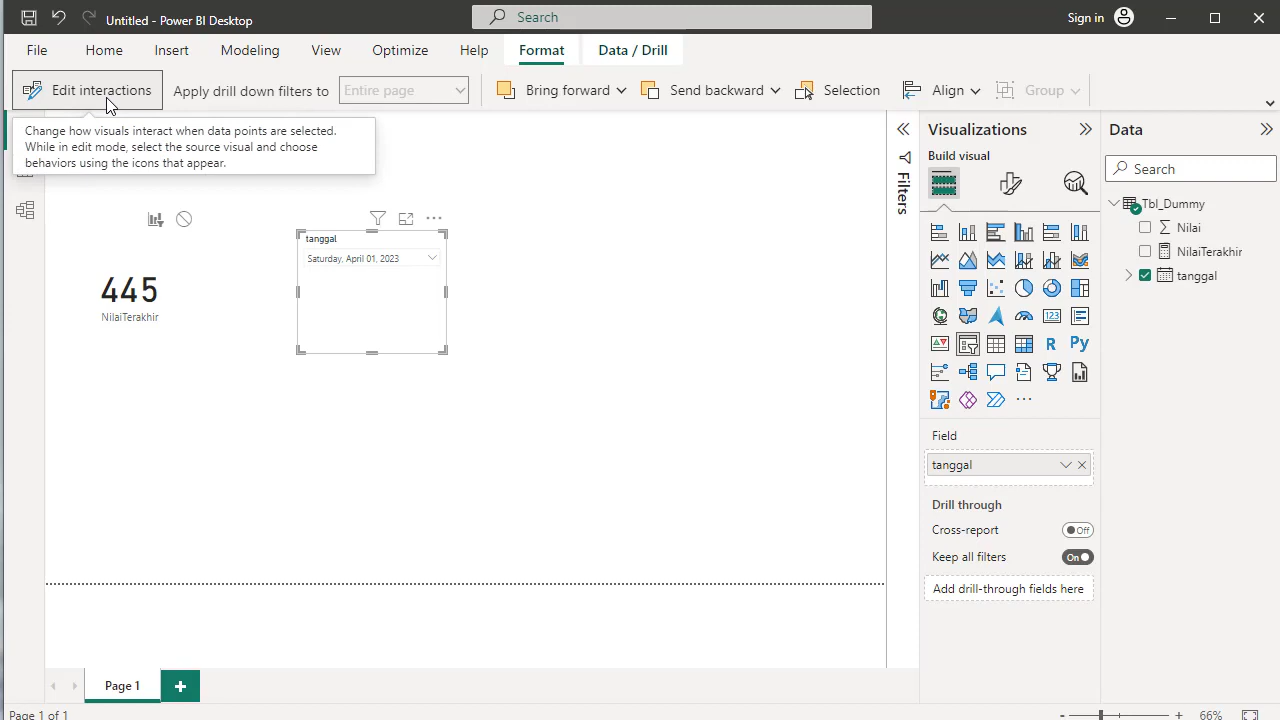 Untitled - Power BI Desktop
Search
Sign in
File
Home
Insert
Modeling
View
Optimize
Help
Format
Data / Drill
Edit interactions
Apply drill down filters to
Entire page
Bring forward
Send backward
Selection
Align
Group
Change how visuals interact when data points are selected.
While in edit mode, select the source visual and choose
behaviors using the icons that appear.
445
NilaiTerakhir
tanggal
Saturday, April 01, 2023
Filters
Visualizations
Build visual
123
R
Py
Field
tanggal
Drill through
Cross-report
Off
Keep all filters
On
Add drill-through fields here
Data
Search
Tbl_Dummy
Nilai
NilaiTerakhir
tanggal
Page 1
Page 1 of 1
66%